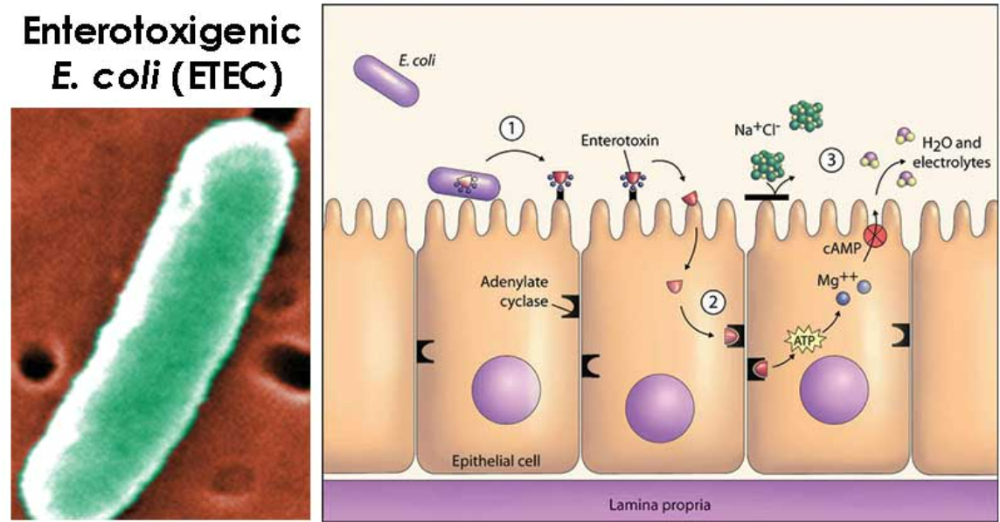 Enterotoxigenic
E. coli (ETEC)
E. coli
1
Enterotoxin
Na⁺Cl⁻
3
H₂O and
electrolytes
cAMP
Mg⁺⁺
Adenylate
cyclase
2
ATP
Epithelial cell
Lamina propria